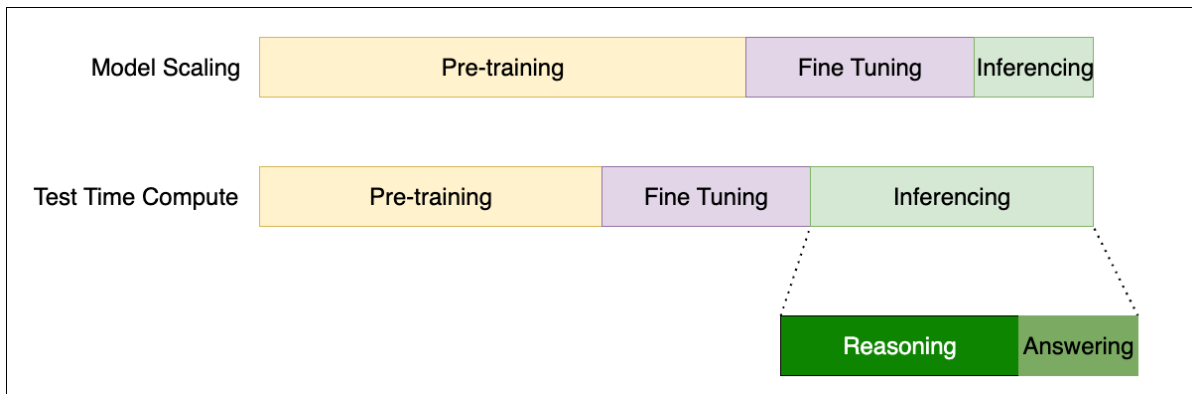 Model Scaling
Pre-training
Fine Tuning
Inferencing
Test Time Compute
Pre-training
Fine Tuning
Inferencing
Reasoning
Answering